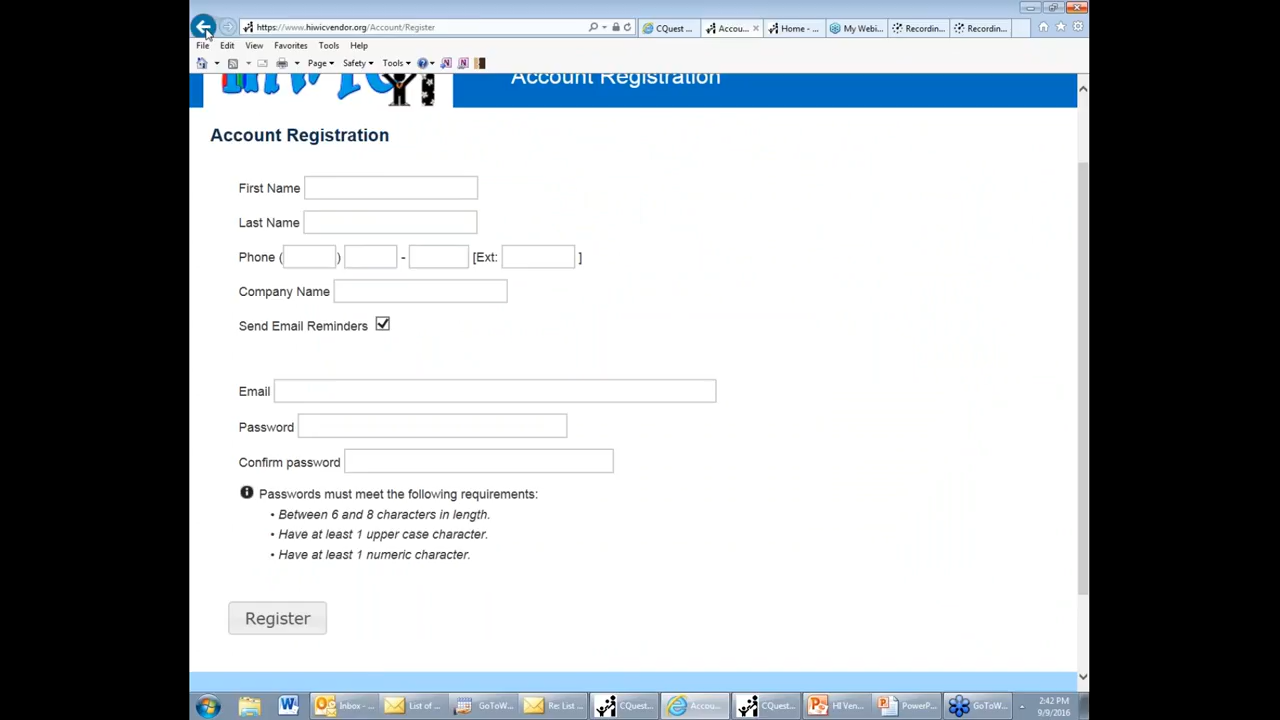 https://www.hiwicvendor.org/Account/Register
CQuest ...
Accou...
Home - ...
My Webi...
Recordin...
Recordin...
File Edit View Favorites Tools Help
Page Safety Tools
Account Registration
Account Registration
First Name
Last Name
Phone ( ) - [Ext: ]
Company Name
Send Email Reminders
Email
Password
Confirm password
Passwords must meet the following requirements:
• Between 6 and 8 characters in length.
• Have at least 1 upper case character.
• Have at least 1 numeric character.
Register
Inbox - ...
List of ...
GoToW...
Re: List ...
CQuest...
Accou...
CQuest...
HI Ven...
PowerP...
GoToW...
2:42 PM
9/9/2016